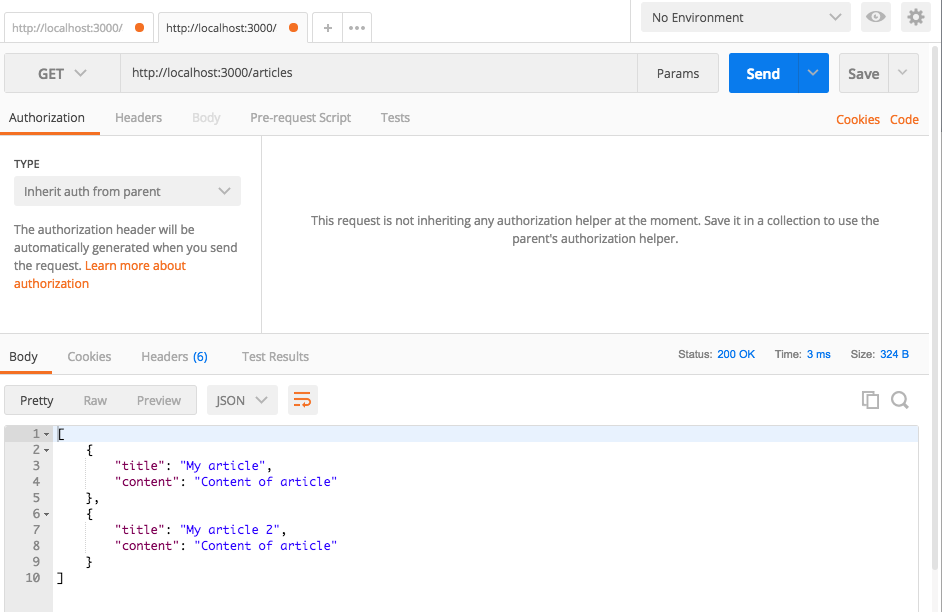 http://localhost:3000/ http://localhost:3000/ + ••• No Environment
GET http://localhost:3000/articles Params Send Save
Authorization Headers Body Pre-request Script Tests Cookies Code
TYPE
Inherit auth from parent
The authorization header will be
automatically generated when you send
the request. Learn more about
authorization
This request is not inheriting any authorization helper at the moment. Save it in a collection to use the
parent's authorization helper.
Body Cookies Headers (6) Test Results Status: 200 OK Time: 3 ms Size: 324 B
Pretty Raw Preview JSON
1 [
2 {
3 "title": "My article",
4 "content": "Content of article"
5 },
6 {
7 "title": "My article 2",
8 "content": "Content of article"
9 }
10 ]